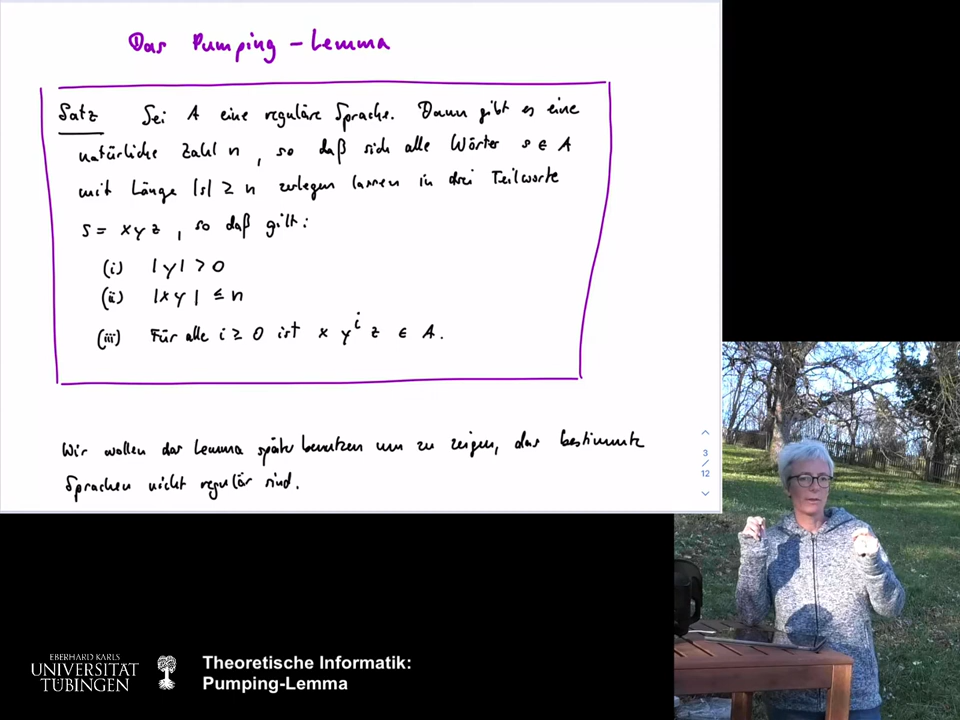 Das Pumping-Lemma
Satz Sei A eine reguläre Sprache. Dann gibt es eine
natürliche Zahl n, so daß sich alle Wörter s ∈ A
mit Länge |s| ≥ n zerlegen lassen in drei Teilworte
s = xyz, so daß gilt:
(i) |y| > 0
(ii) |xy| ≤ n
(iii) Für alle i ≥ 0 ist x yⁱ z ∈ A.
Wir wollen das Lemma später benutzen um zu zeigen, das bestimmte
Sprachen nicht regulär sind.
3
/
12
EBERHARD KARLS
UNIVERSITÄT
TÜBINGEN
Theoretische Informatik:
Pumping-Lemma